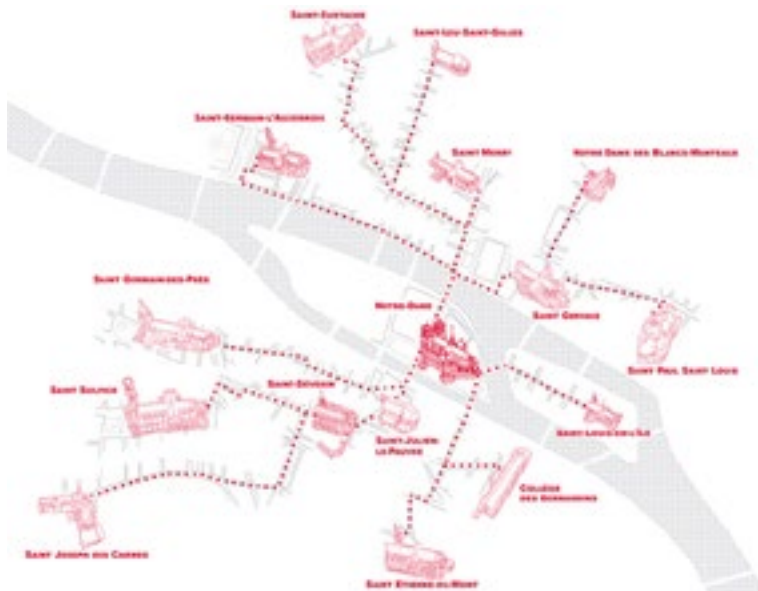 SAINT-EUSTACHE
SAINT-LEU-SAINT-GILLES
SAINT-GERMAIN-L'AUXERROIS
SAINT MERRY
NOTRE DAME DES BLANCS-MANTEAUX
SAINT GERMAIN-DES-PRÉS
NOTRE-DAME
SAINT GERVAIS
SAINT PAUL SAINT LOUIS
SAINT SULPICE
SAINT-SÉVERIN
SAINT-JULIEN-
LE-PAUVRE
SAINT-LOUIS-EN-L'ÎLE
COLLÈGE
DES BERNARDINS
SAINT JOSEPH DES CARMES
SAINT ETIENNE-DU-MONT